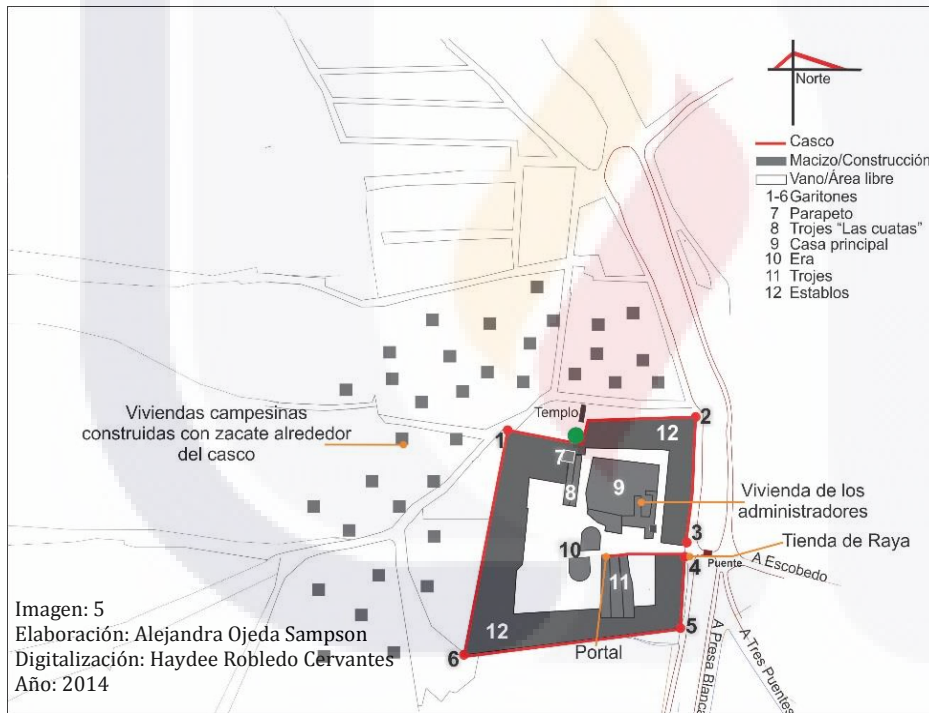 Norte
Casco
Macizo/Construcción
Vano/Área libre
1-6 Garitones
7 Parapeto
8 Trojes "Las cuatas"
9 Casa principal
10 Era
11 Trojes
12 Establos
Templo
Viviendas campesinas
construidas con zacate alrededor
del casco
1
2
12
7
8
9
Vivienda de los
administradores
3
Tienda de Raya
10
4
Puente
A Escobedo
11
5
12
6
Portal
A Presa Blanca
A Tres Puentes
Imagen: 5
Elaboración: Alejandra Ojeda Sampson
Digitalización: Haydee Robledo Cervantes
Año: 2014